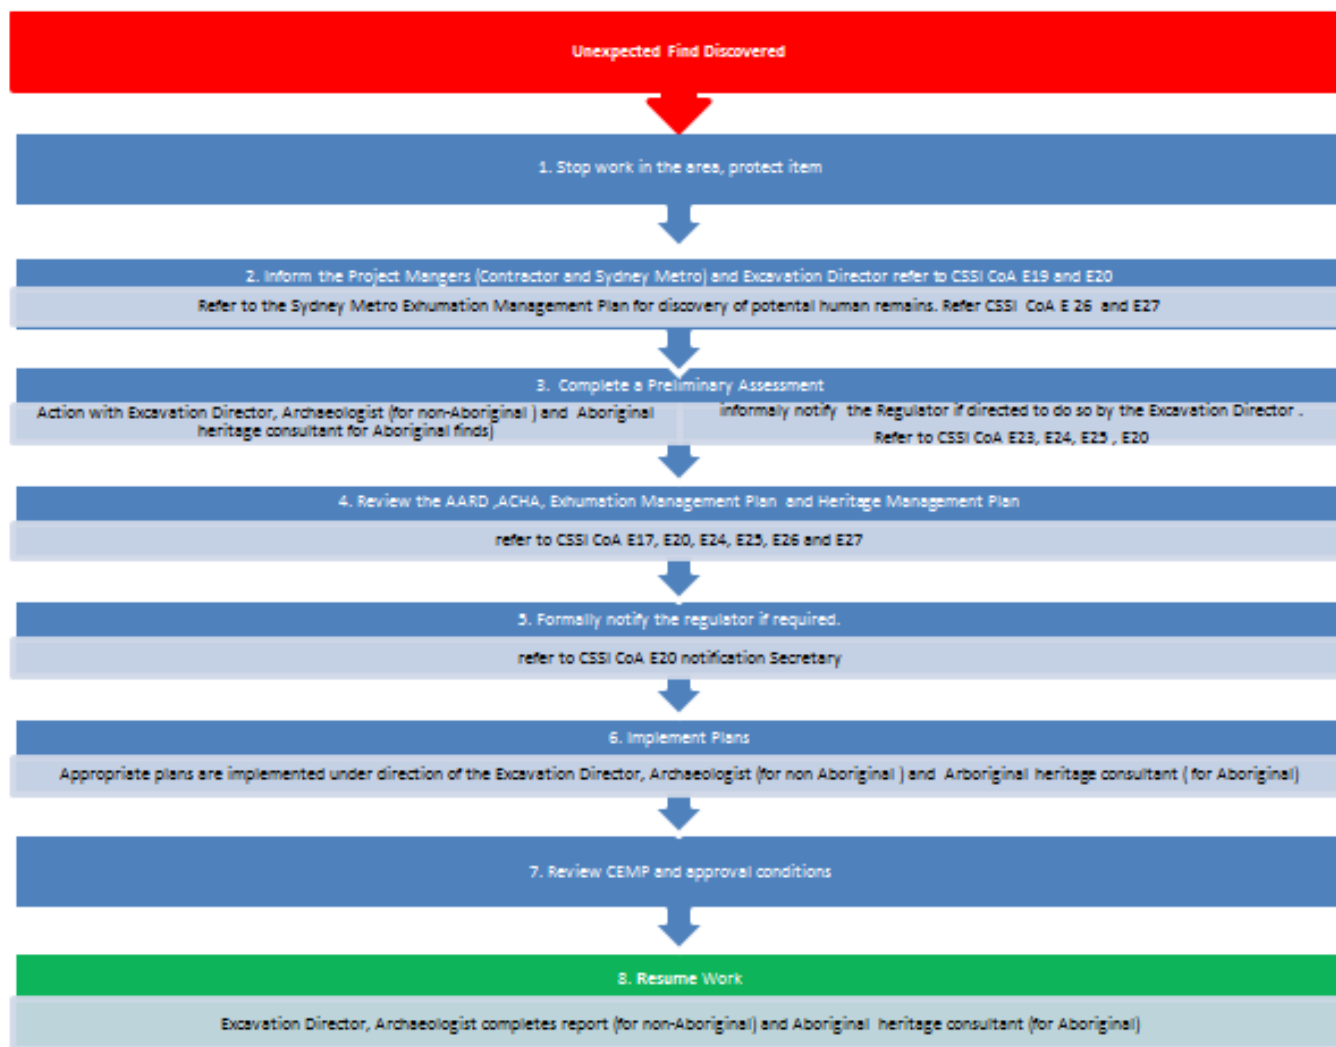 Unexpected Find Discovered
1. Stop work in the area, protect item
2. Inform the Project Mangers (Contractor and Sydney Metro) and Excavation Director refer to CSSI CoA E19 and E20
Refer to the Sydney Metro Exhumation Management Plan for discovery of potental human remains. Refer CSSI CoA E 26 and E27
3. Complete a Preliminary Assessment
Action with Excavation Director, Archaeologist (for non-Aboriginal ) and Aboriginal
heritage consultant for Aboriginal finds)
informally notify the Regulator if directed to do so by the Excavation Director .
Refer to CSSI CoA E23, E24, E25 , E20
4. Review the AARD ,ACHA, Exhumation Management Plan and Heritage Management Plan
refer to CSSI CoA E17, E20, E24, E25, E26 and E27
5. Formally notify the regulator if required.
refer to CSSI CoA E20 notification Secretary
6. Implement Plans
Appropriate plans are implemented under direction of the Excavation Director, Archaeologist (for non Aboriginal ) and Arboriginal heritage consultant ( for Aboriginal)
7. Review CEMP and approval conditions
8. Resume Work
Excavation Director, Archaeologist completes report (for non-Aboriginal) and Aboriginal heritage consultant (for Aboriginal)